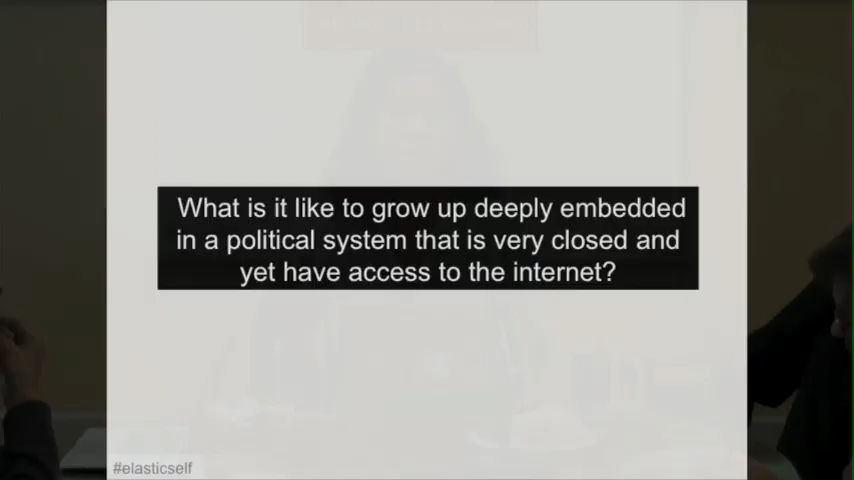 What is it like to grow up deeply embedded
in a political system that is very closed and
yet have access to the internet?
#elasticself